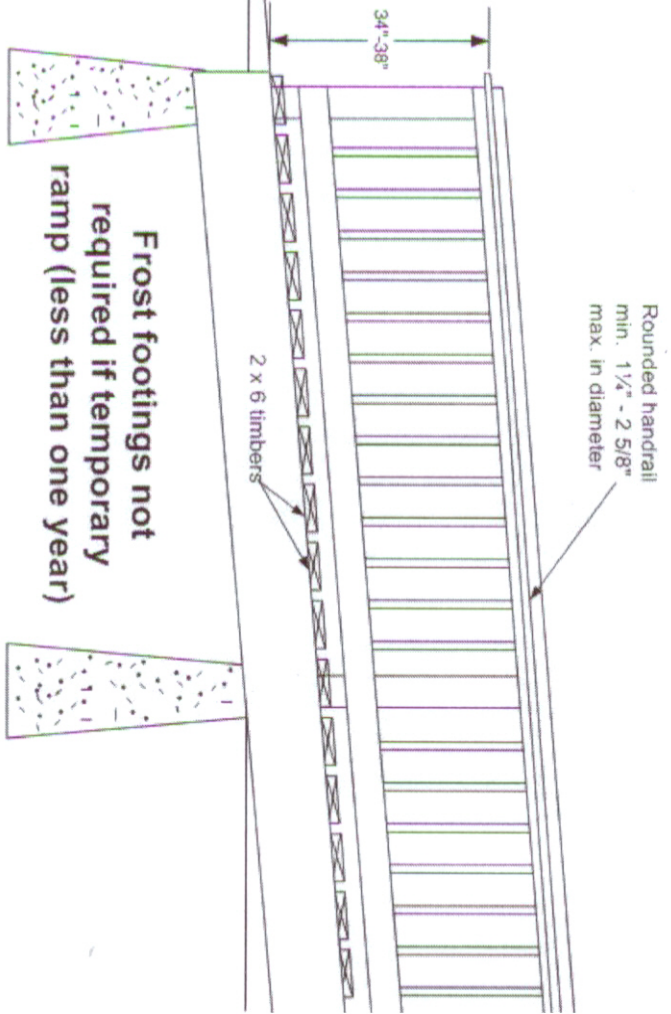 34"-38"
Rounded handrail
min. 1¼" - 2 5/8"
max. in diameter
2 x 6 timbers
Frost footings not
required if temporary
ramp (less than one year)